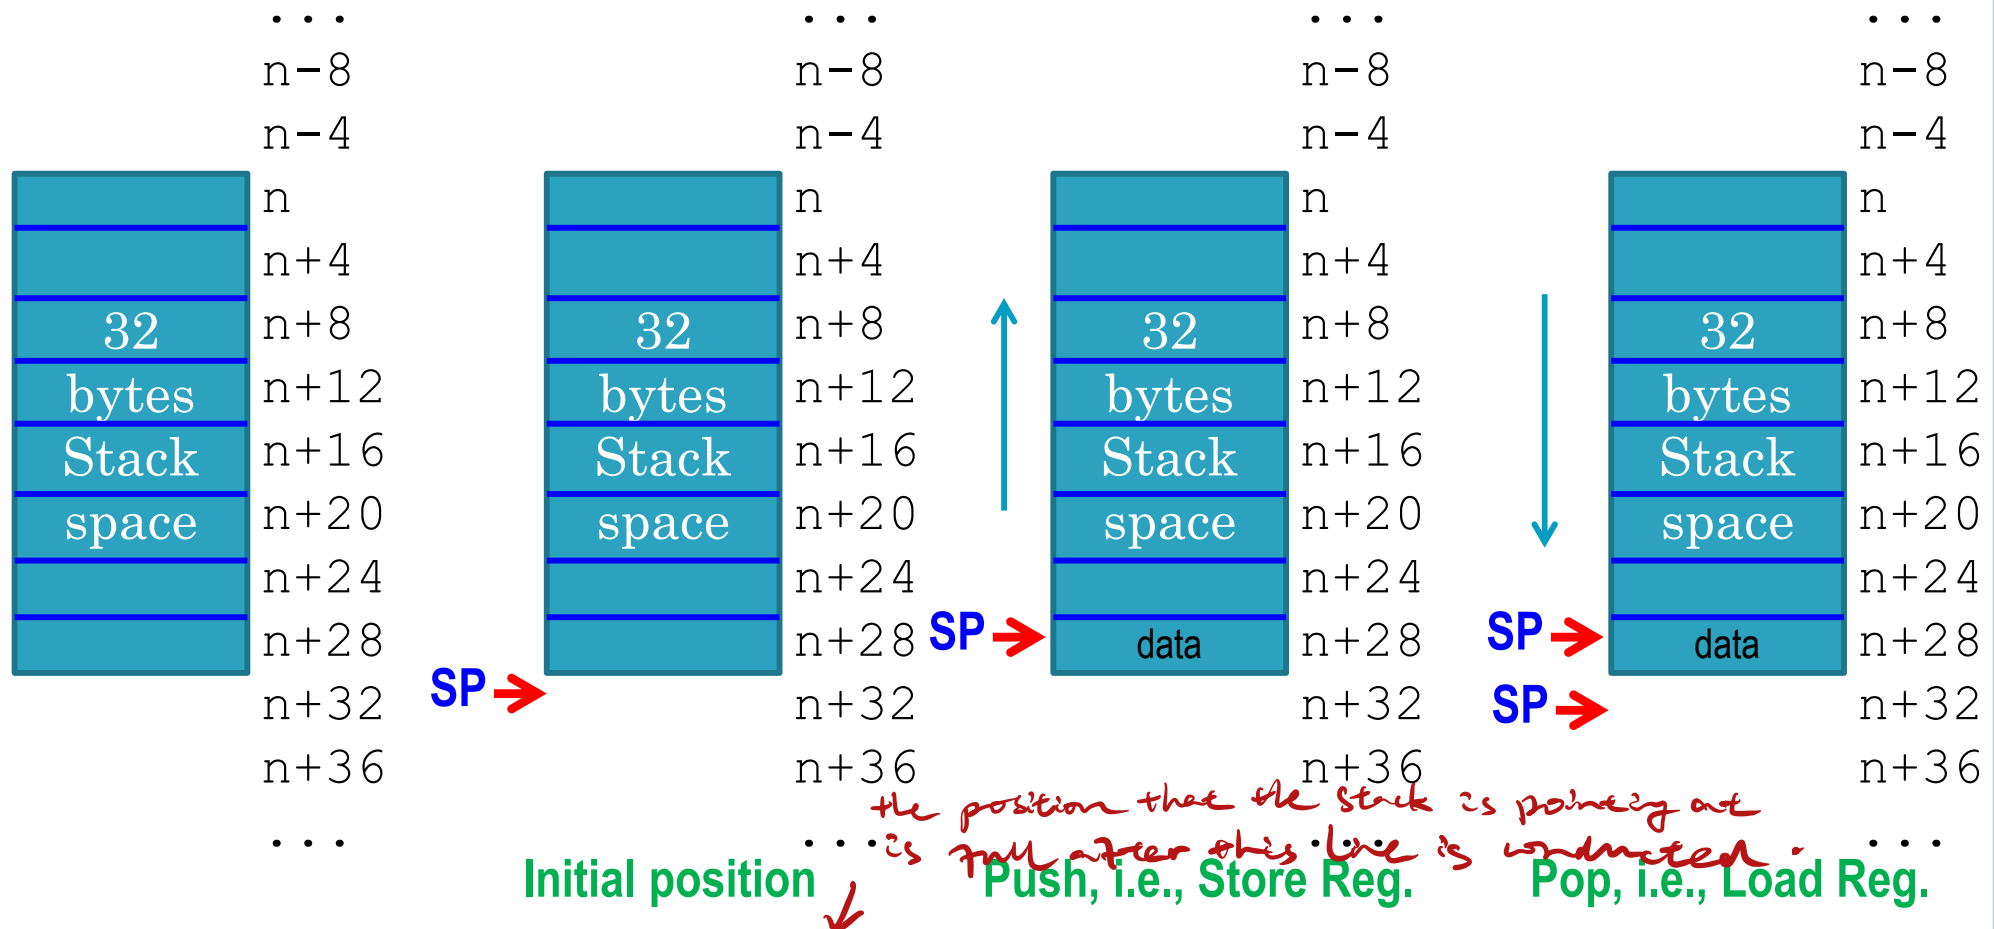 ... ... ... ...
n-8 n-8 n-8 n-8
n-4 n-4 n-4 n-4
n n n n
n+4 n+4 n+4 n+4
32 n+8 32 n+8 32 n+8 32 n+8
bytes n+12 bytes n+12 bytes n+12 bytes n+12
Stack n+16 Stack n+16 Stack n+16 Stack n+16
space n+20 space n+20 space n+20 space n+20
n+24 n+24 n+24 n+24
n+28 n+28 SP data n+28 SP data n+28
n+32 SP n+32 n+32 SP n+32
n+36 n+36 n+36 n+36
the position that the stack is pointing at
... ... ... ...
is full after this line is conducted.
Initial position Push, i.e., Store Reg. Pop, i.e., Load Reg.